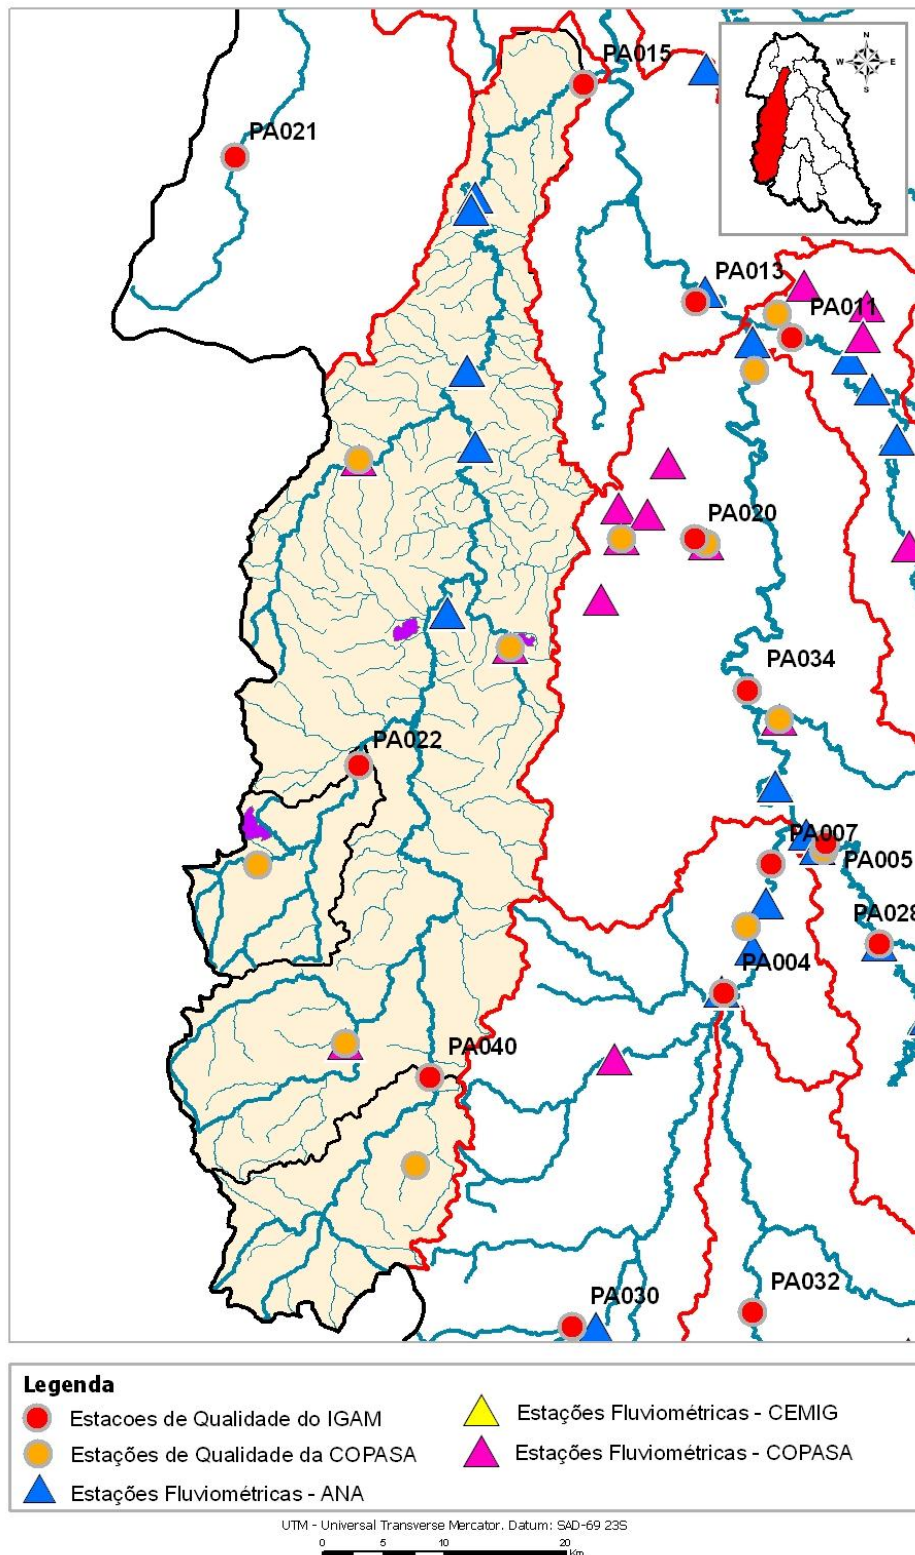 PA015
N
W E
S
PA021
PA013
PA011
PA020
PA034
PA022
PA007
PA005
PA028
PA004
PA040
PA032
PA030
Legenda
Estacoes de Qualidade do IGAM
Estações de Qualidade da COPASA
Estações Fluviométricas - ANA
Estações Fluviométricas - CEMIG
Estações Fluviométricas - COPASA
UTM - Universal Transverse Mercator. Datum: SAD-69 23S
0 5 10 20
Km